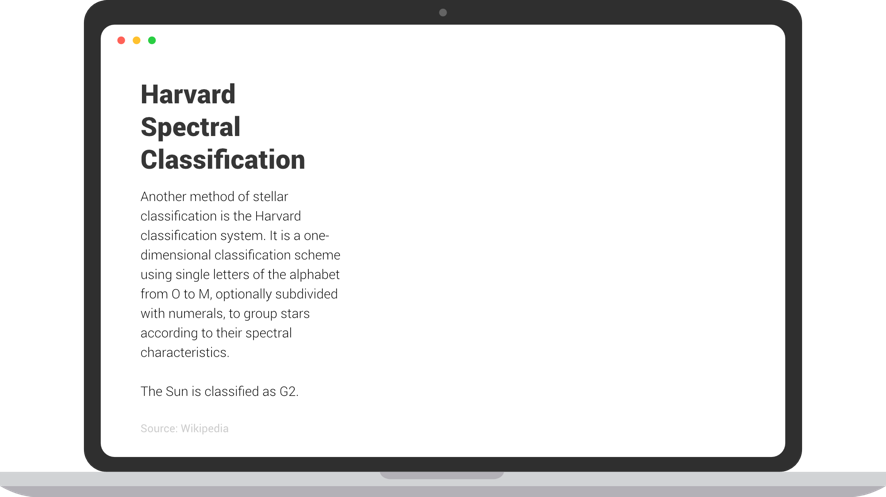 Harvard
Spectral
Classification
Another method of stellar
classification is the Harvard
classification system. It is a one-
dimensional classification scheme
using single letters of the alphabet
from O to M, optionally subdivided
with numerals, to group stars
according to their spectral
characteristics.
The Sun is classified as G2.
Source: Wikipedia